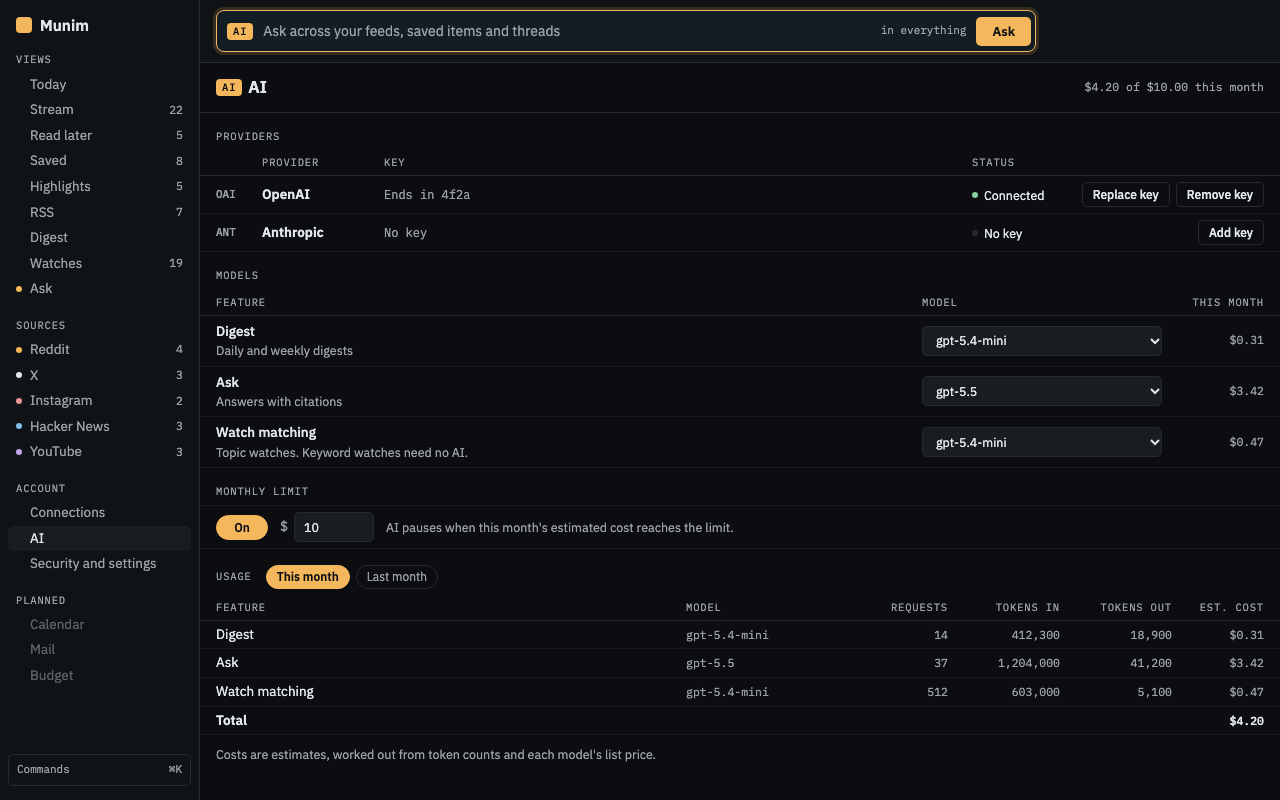 Munim
VIEWS
Today
Stream 22
Read later 5
Saved 8
Highlights 5
RSS 7
Digest
Watches 19
Ask
SOURCES
Reddit 4
X 3
Instagram 2
Hacker News 3
YouTube 3
ACCOUNT
Connections
AI
Security and settings
PLANNED
Calendar
Mail
Budget
Commands ⌘K
AI Ask across your feeds, saved items and threads in everything Ask
AI AI $4.20 of $10.00 this month
PROVIDERS
PROVIDER KEY STATUS
OAI OpenAI Ends in 4f2a Connected Replace key Remove key
ANT Anthropic No key No key Add key
MODELS
FEATURE MODEL THIS MONTH
Digest
Daily and weekly digests
gpt-5.4-mini $0.31
Ask
Answers with citations
gpt-5.5 $3.42
Watch matching
Topic watches. Keyword watches need no AI.
gpt-5.4-mini $0.47
MONTHLY LIMIT
On $ 10 AI pauses when this month's estimated cost reaches the limit.
USAGE This month Last month
FEATURE MODEL REQUESTS TOKENS IN TOKENS OUT EST. COST
Digest gpt-5.4-mini 14 412,300 18,900 $0.31
Ask gpt-5.5 37 1,204,000 41,200 $3.42
Watch matching gpt-5.4-mini 512 603,000 5,100 $0.47
Total $4.20
Costs are estimates, worked out from token counts and each model's list price.